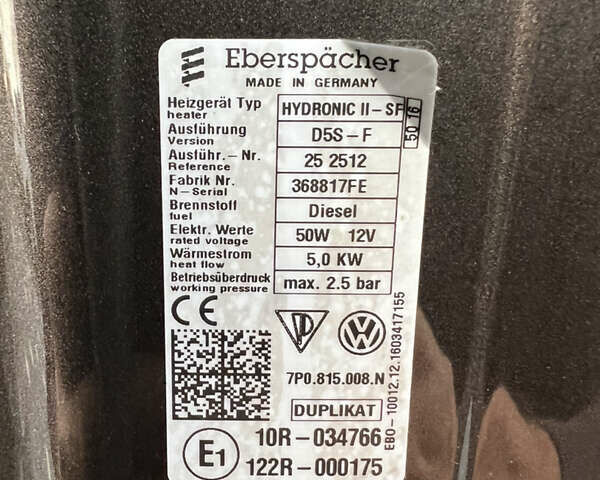 Eberspächer
MADE IN GERMANY
Heizgerät Typ HYDRONIC II-SF
heater
Ausführung D5S-F
Version
Ausführ.-Nr. 25 2512
Reference
Fabrik Nr. 368817FE
N-Serial
Brennstoff Diesel
fuel
Elektr. Werte 50W 12V
rated voltage
Wärmestrom 5,0 KW
heat flow
Betriebsüberdruck max. 2.5 bar
working pressure
50 16
CE
7P0.815.008.N
DUPLIKAT
E1
10R-034766
122R-000175
EBO-10012.12.1603417155